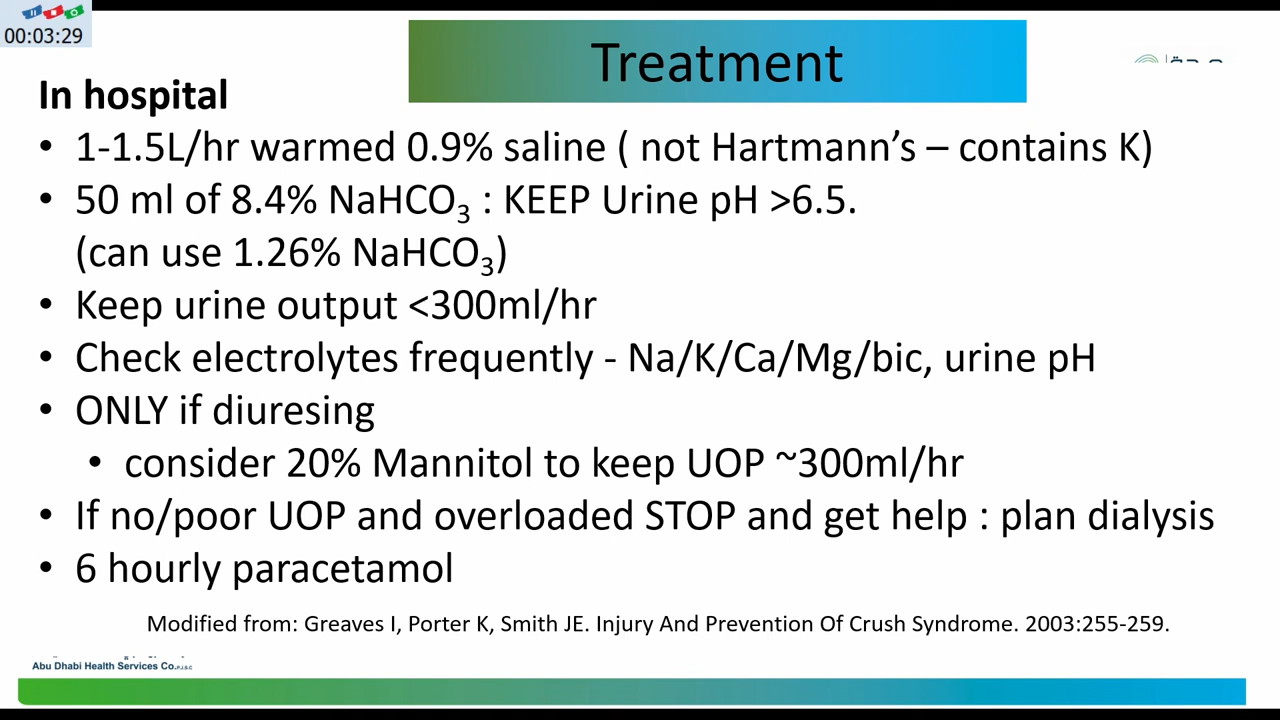 00:03:29
Treatment
In hospital
• 1-1.5L/hr warmed 0.9% saline ( not Hartmann’s – contains K)
• 50 ml of 8.4% NaHCO₃ : KEEP Urine pH >6.5.
(can use 1.26% NaHCO₃)
• Keep urine output <300ml/hr
• Check electrolytes frequently - Na/K/Ca/Mg/bic, urine pH
• ONLY if diuresing
• consider 20% Mannitol to keep UOP ~300ml/hr
• If no/poor UOP and overloaded STOP and get help : plan dialysis
• 6 hourly paracetamol
Modified from: Greaves I, Porter K, Smith JE. Injury And Prevention Of Crush Syndrome. 2003:255-259.
Abu Dhabi Health Services Co.P.J.S.C